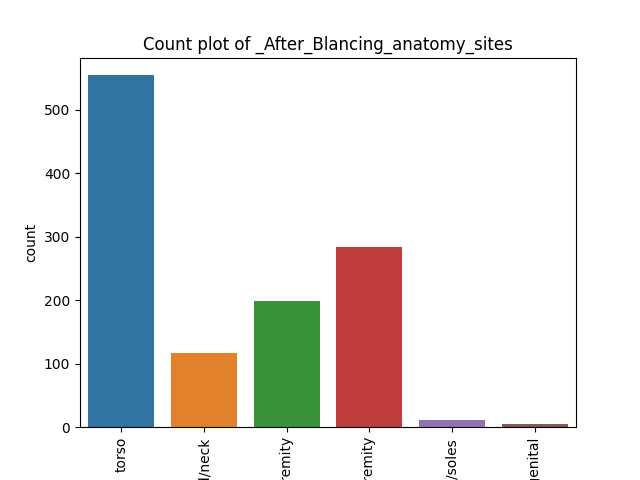 Count plot of _After_Blancing_anatomy_sites
count
500
400
300
200
100
0
torso
l/neck
remity
remity
/soles
genital